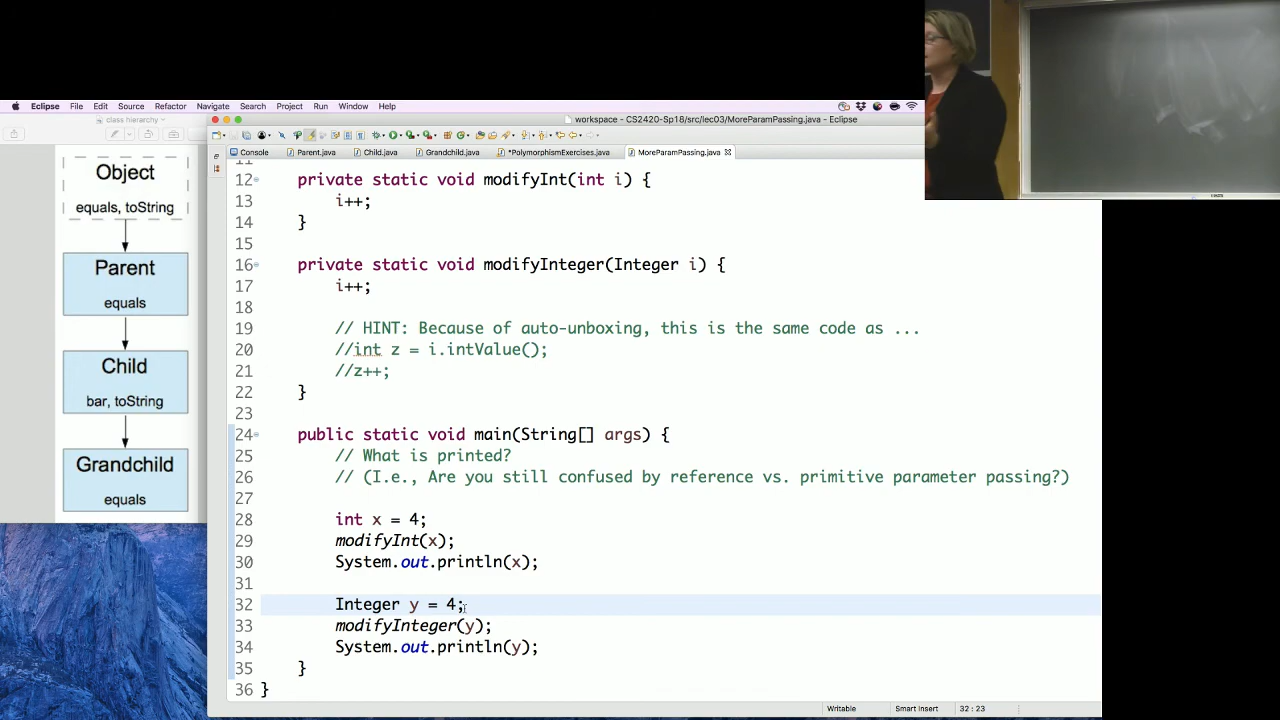 Eclipse File Edit Source Refactor Navigate Search Project Run Window Help
class hierarchy
workspace - CS2420-Sp18/src/lec03/MoreParamPassing.java - Eclipse
Console Parent.java Child.java Grandchild.java *PolymorphismExercises.java MoreParamPassing.java
Object
equals, toString
Parent
equals
Child
bar, toString
Grandchild
equals
11
12 private static void modifyInt(int i) {
13 i++;
14 }
15
16 private static void modifyInteger(Integer i) {
17 i++;
18
19 // HINT: Because of auto-unboxing, this is the same code as ...
20 //int z = i.intValue();
21 //z++;
22 }
23
24 public static void main(String[] args) {
25 // What is printed?
26 // (I.e., Are you still confused by reference vs. primitive parameter passing?)
27
28 int x = 4;
29 modifyInt(x);
30 System.out.println(x);
31
32 Integer y = 4;
33 modifyInteger(y);
34 System.out.println(y);
35 }
36 }
Writable Smart Insert 32 : 23